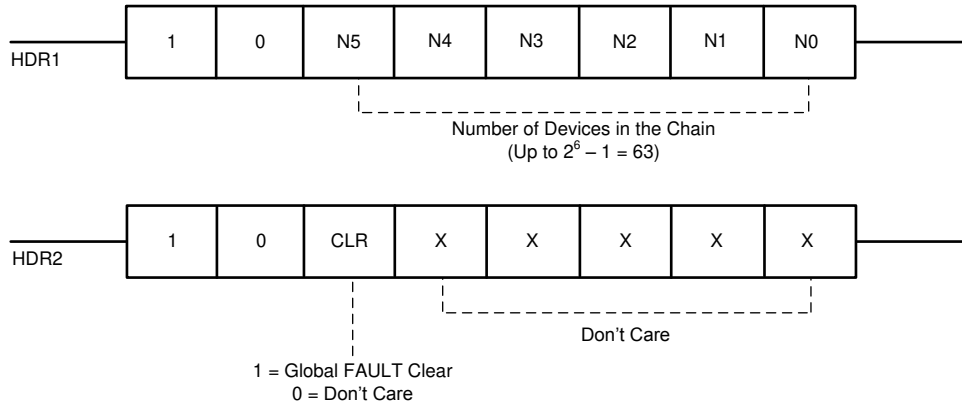 1 0 N5 N4 N3 N2 N1 N0
HDR1
Number of Devices in the Chain
(Up to 2⁶ – 1 = 63)
1 0 CLR X X X X X
HDR2
Don't Care
1 = Global FAULT Clear
0 = Don't Care